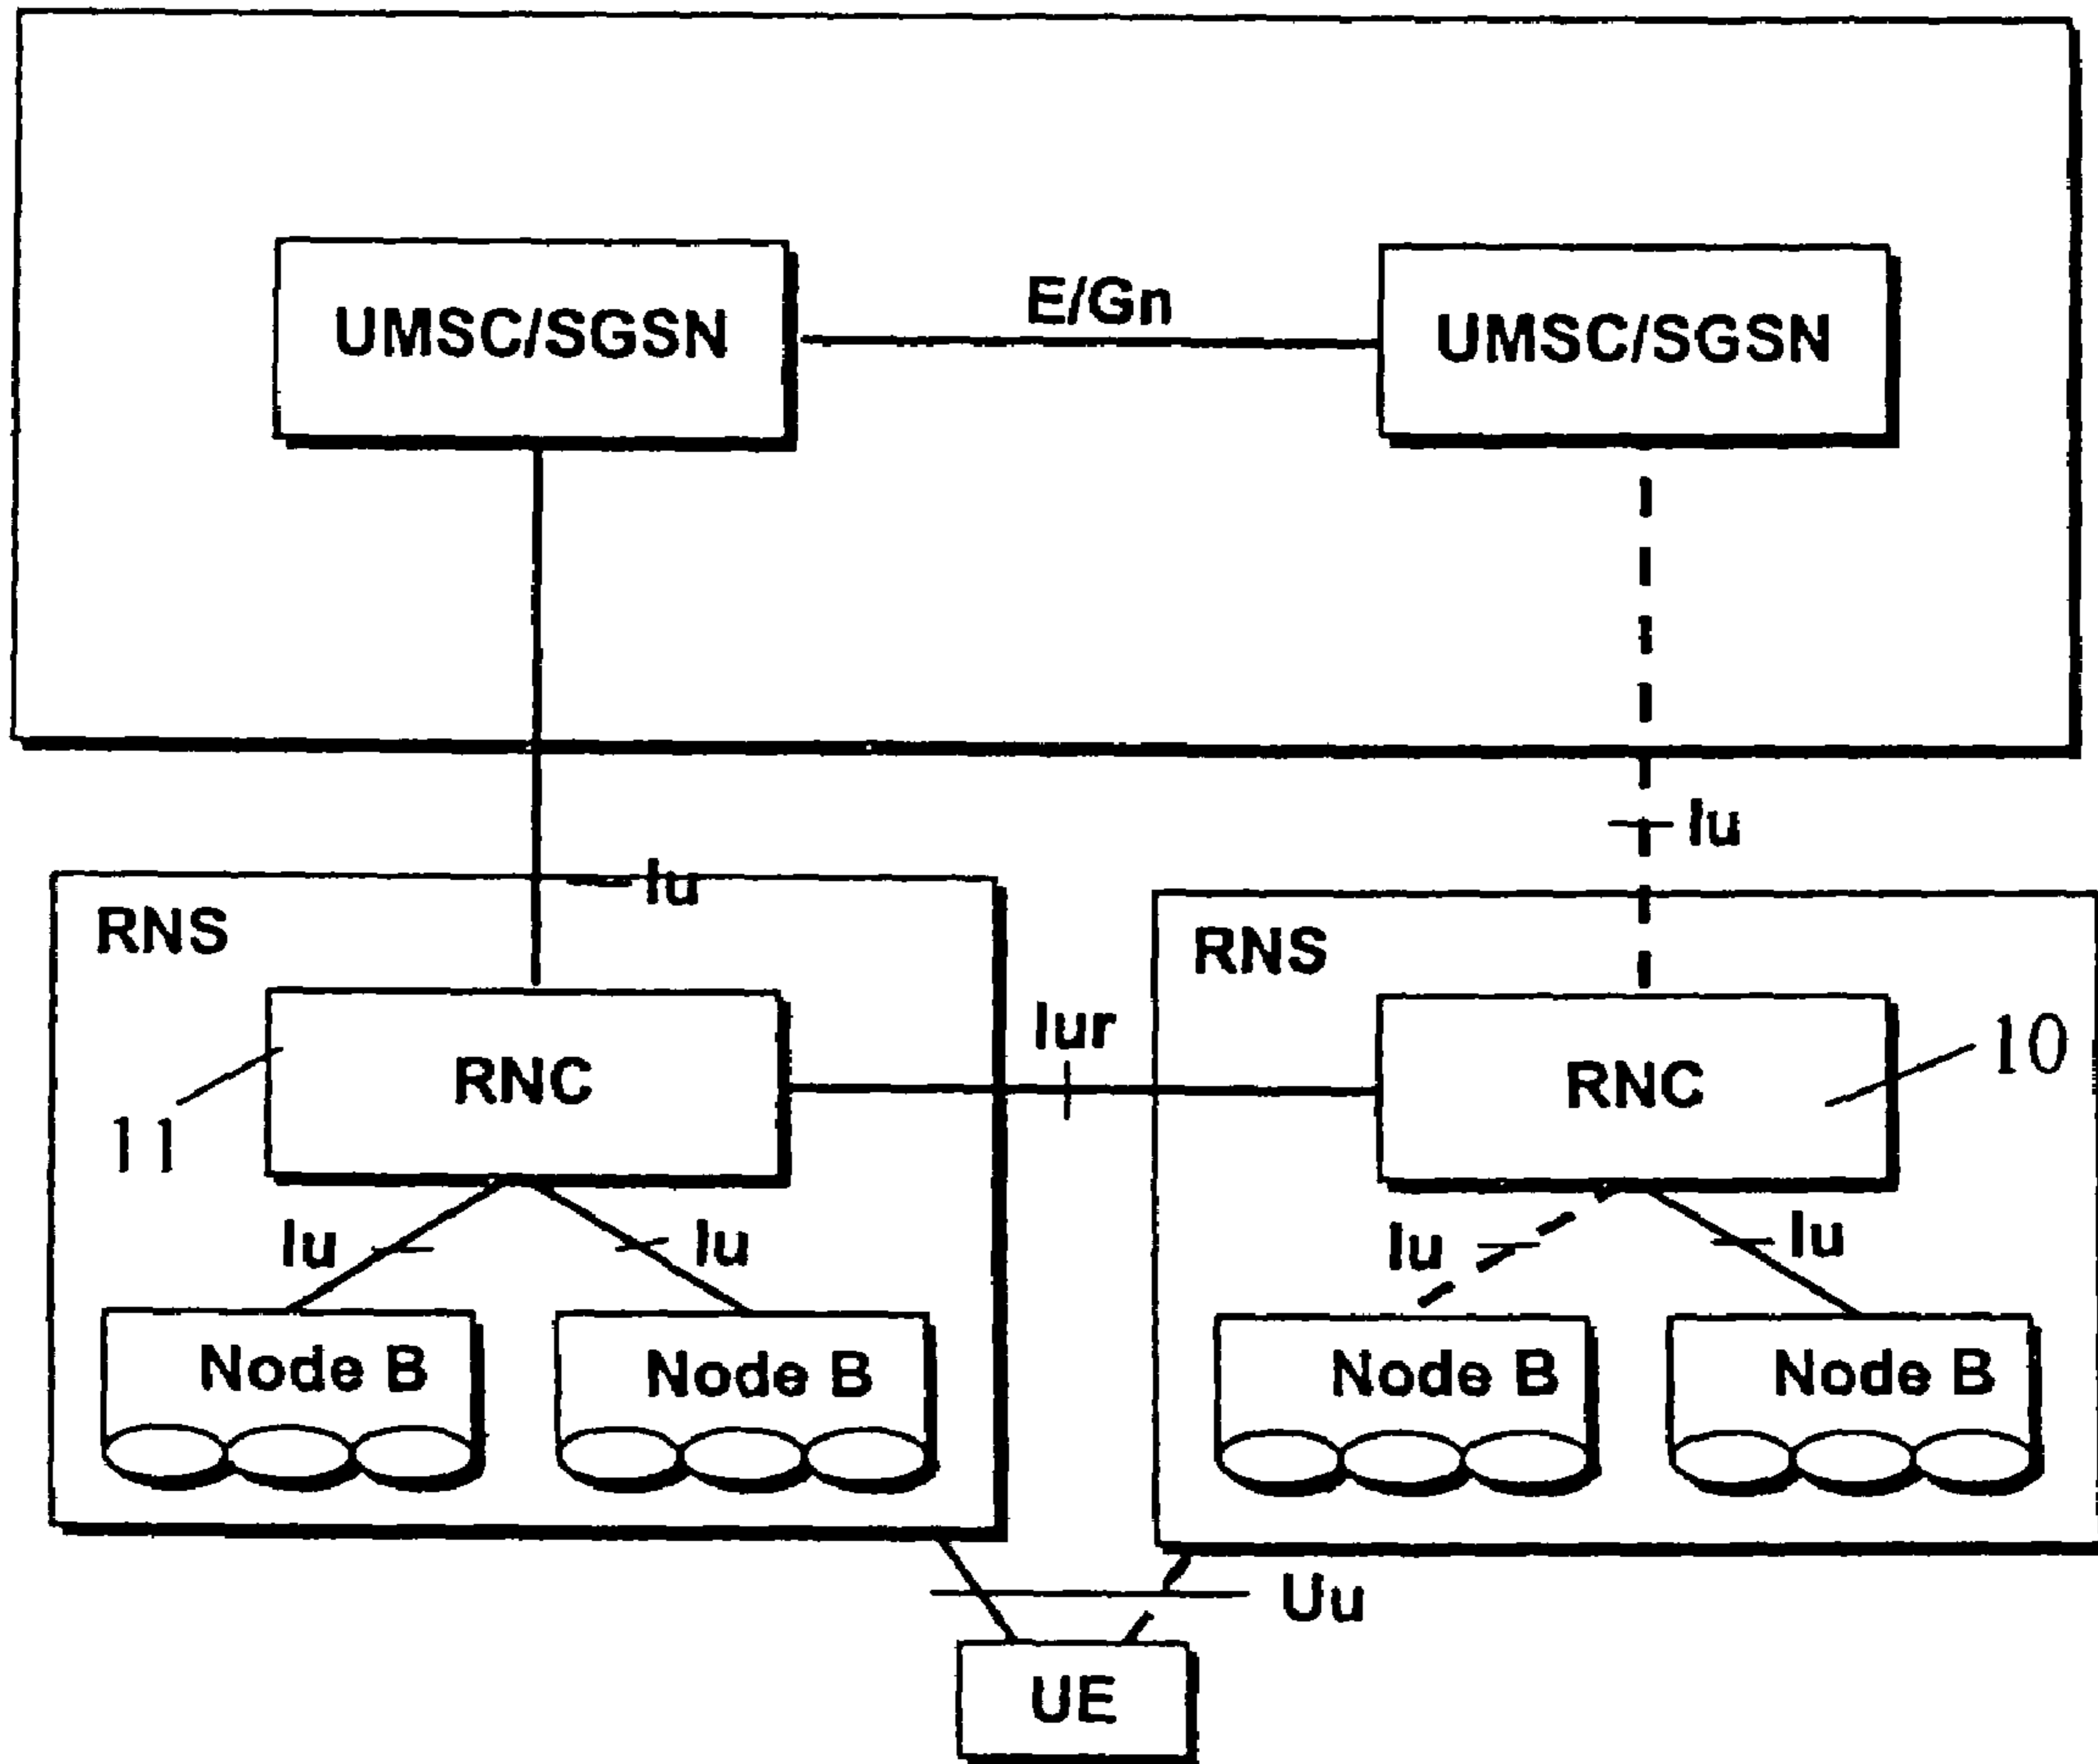 E/Gn
UMSC/SGSN
UMSC/SGSN
Iu
Iu
RNS
RNS
Iur
RNC
RNC
10
11
Iu
Iu
Iu
Iu
Node B
Node B
Node B
Node B
Uu
UE